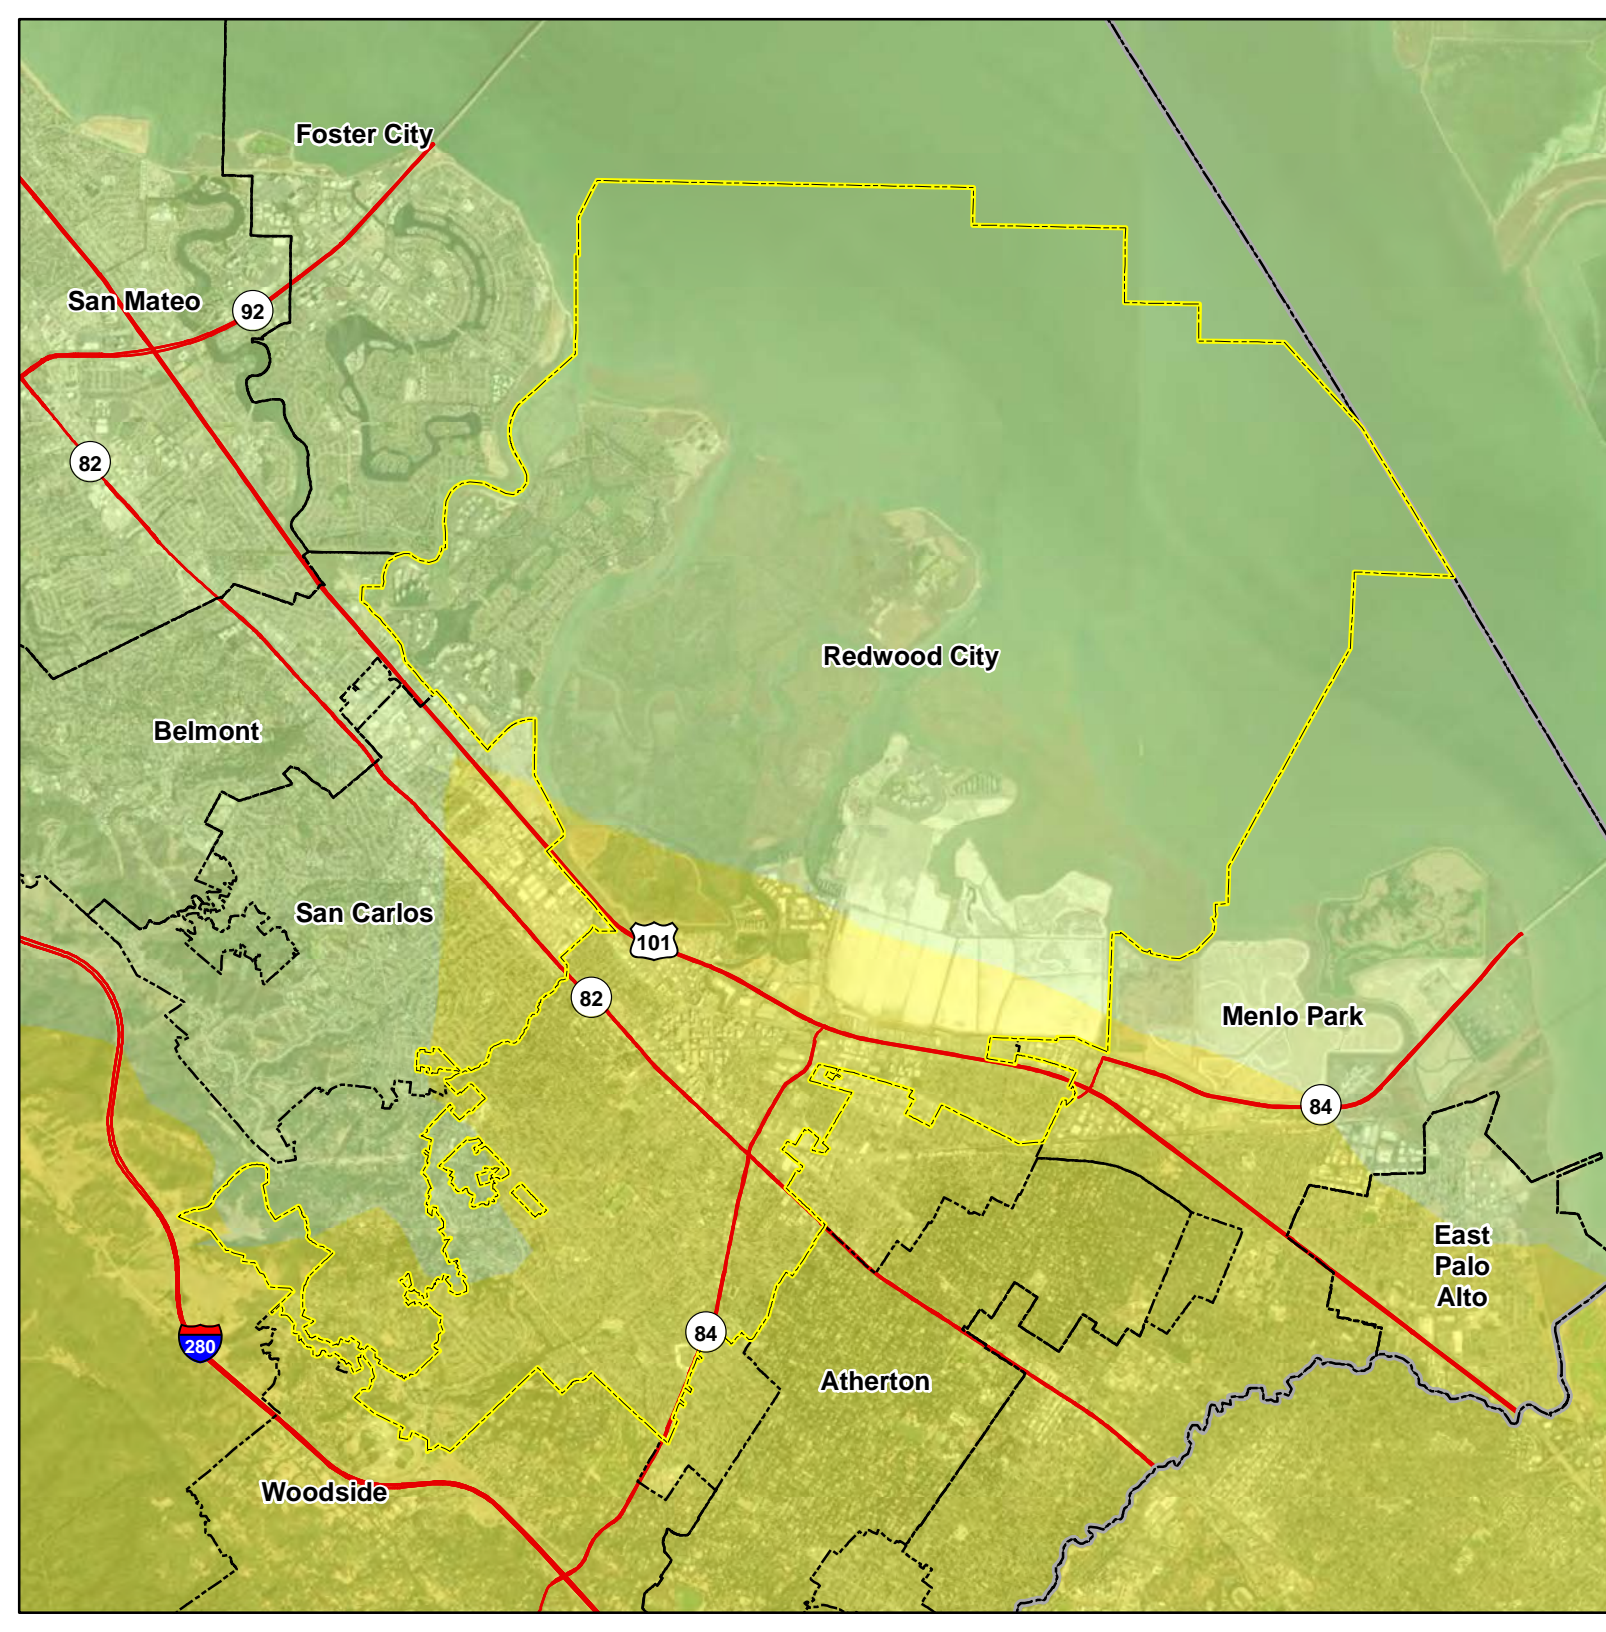 Foster City
San Mateo
92
82
Redwood City
Belmont
San Carlos
101
82
Menlo Park
84
East
Palo
Alto
84
280
Atherton
Woodside